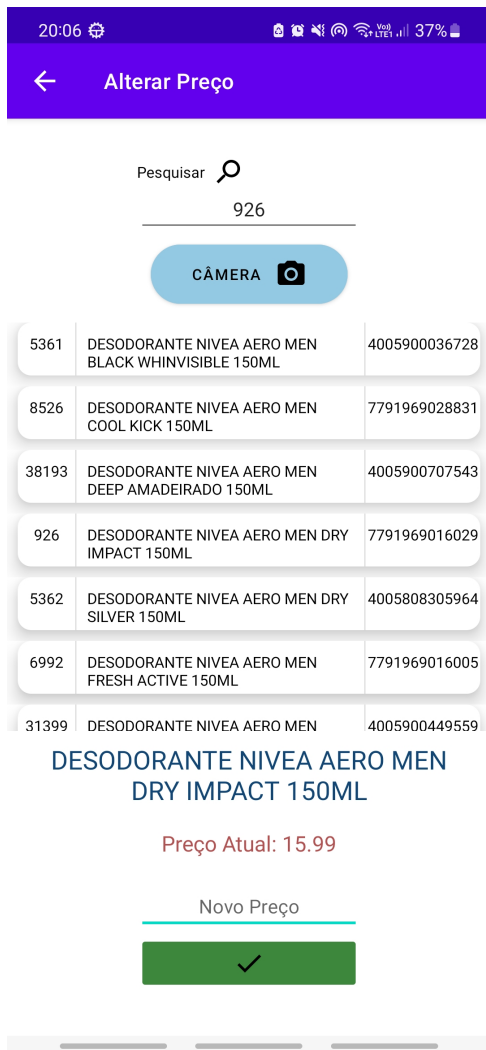 20:06
Vo)) LTE1 37%
Alterar Preço
Pesquisar
926
CÂMERA
5361 DESODORANTE NIVEA AERO MEN 4005900036728
BLACK WHINVISIBLE 150ML
8526 DESODORANTE NIVEA AERO MEN 7791969028831
COOL KICK 150ML
38193 DESODORANTE NIVEA AERO MEN 4005900707543
DEEP AMADEIRADO 150ML
926 DESODORANTE NIVEA AERO MEN DRY 7791969016029
IMPACT 150ML
5362 DESODORANTE NIVEA AERO MEN DRY 4005808305964
SILVER 150ML
6992 DESODORANTE NIVEA AERO MEN 7791969016005
FRESH ACTIVE 150ML
31399 DESODORANTE NIVEA AERO MEN 4005900449559
DESODORANTE NIVEA AERO MEN
DRY IMPACT 150ML
Preço Atual: 15.99
Novo Preço